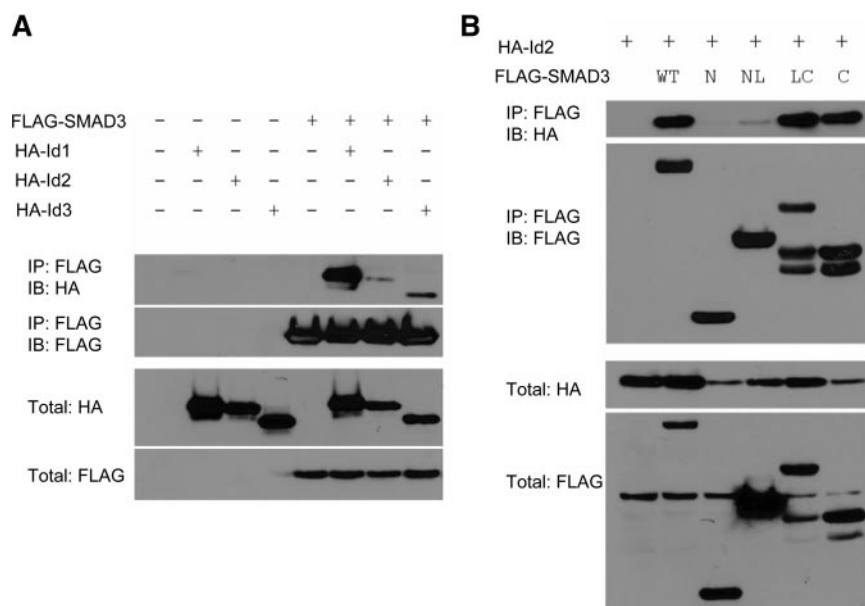 A
FLAG-SMAD3 – – – – + + + +
HA-Id1 – + – – – + – –
HA-Id2 – – + – – – + –
HA-Id3 – – – + – – – +
IP: FLAG
IB: HA
IP: FLAG
IB: FLAG
Total: HA
Total: FLAG
B
HA-Id2 + + + + + +
FLAG-SMAD3 WT N NL LC C
IP: FLAG
IB: HA
IP: FLAG
IB: FLAG
Total: HA
Total: FLAG